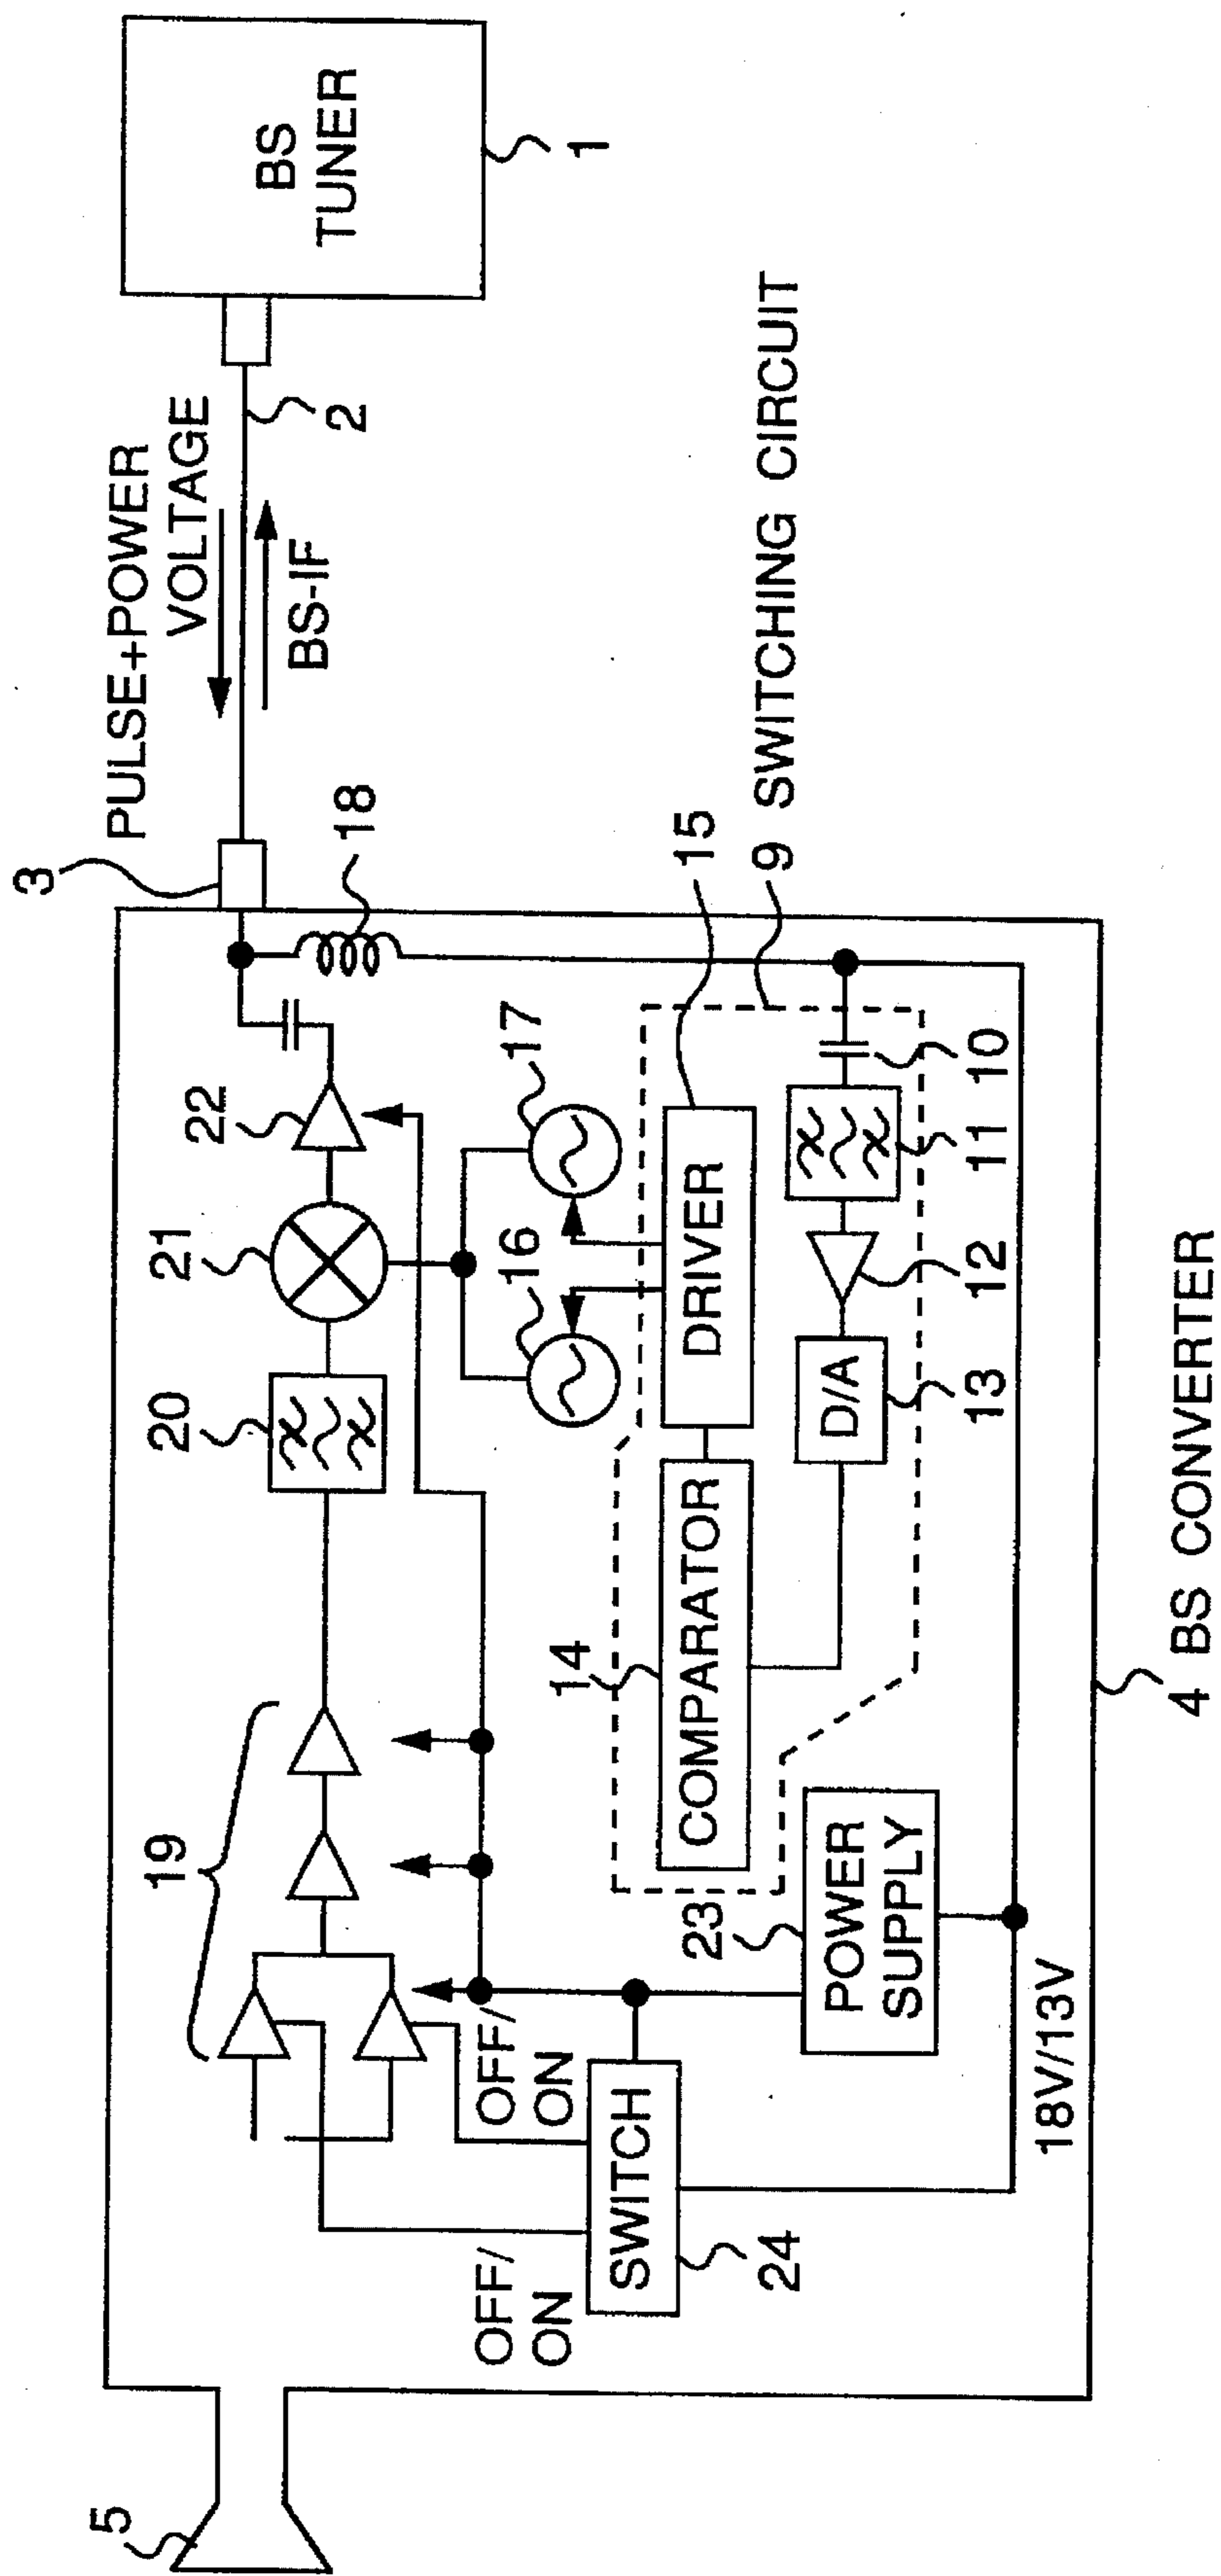 5
19
20
21
22
3
PULSE+POWER
VOLTAGE
BS-IF
2
BS
TUNER
1
18
17
16
OFF/
ON
OFF/
ON
SWITCH
24
23
POWER
SUPPLY
18V/13V
14
COMPARATOR
DRIVER
15
9 SWITCHING CIRCUIT
D/A
13
12
11
10
4 BS CONVERTER